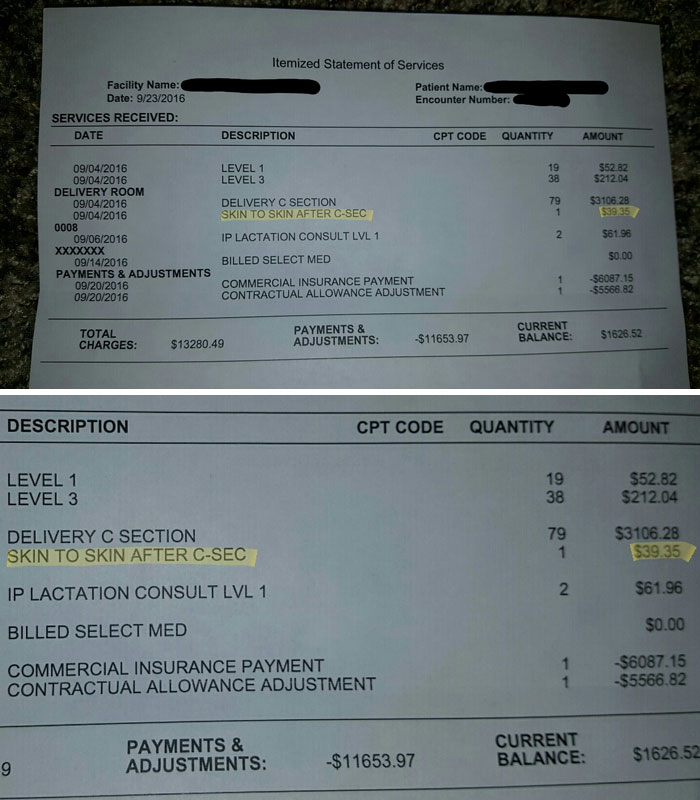 Itemized Statement of Services
Facility Name: Patient Name:
Date: 9/23/2016 Encounter Number:
SERVICES RECEIVED:
DATE DESCRIPTION CPT CODE QUANTITY AMOUNT
09/04/2016 LEVEL 1 19 $52.82
09/04/2016 LEVEL 3 38 $212.04
DELIVERY ROOM
09/04/2016 DELIVERY C SECTION 79 $3106.28
09/04/2016 SKIN TO SKIN AFTER C-SEC 1 $39.35
0008
09/06/2016 IP LACTATION CONSULT LVL 1 2 $61.96
XXXXXXX
09/14/2016 BILLED SELECT MED $0.00
PAYMENTS & ADJUSTMENTS
09/20/2016 COMMERCIAL INSURANCE PAYMENT 1 -$6087.15
09/20/2016 CONTRACTUAL ALLOWANCE ADJUSTMENT 1 -$5566.82
TOTAL PAYMENTS & CURRENT
CHARGES: $13280.49 ADJUSTMENTS: -$11653.97 BALANCE: $1626.52
DESCRIPTION CPT CODE QUANTITY AMOUNT
LEVEL 1 19 $52.82
LEVEL 3 38 $212.04
DELIVERY C SECTION 79 $3106.28
SKIN TO SKIN AFTER C-SEC 1 $39.35
IP LACTATION CONSULT LVL 1 2 $61.96
BILLED SELECT MED $0.00
COMMERCIAL INSURANCE PAYMENT 1 -$6087.15
CONTRACTUAL ALLOWANCE ADJUSTMENT 1 -$5566.82
PAYMENTS & CURRENT
9 ADJUSTMENTS: -$11653.97 BALANCE: $1626.52